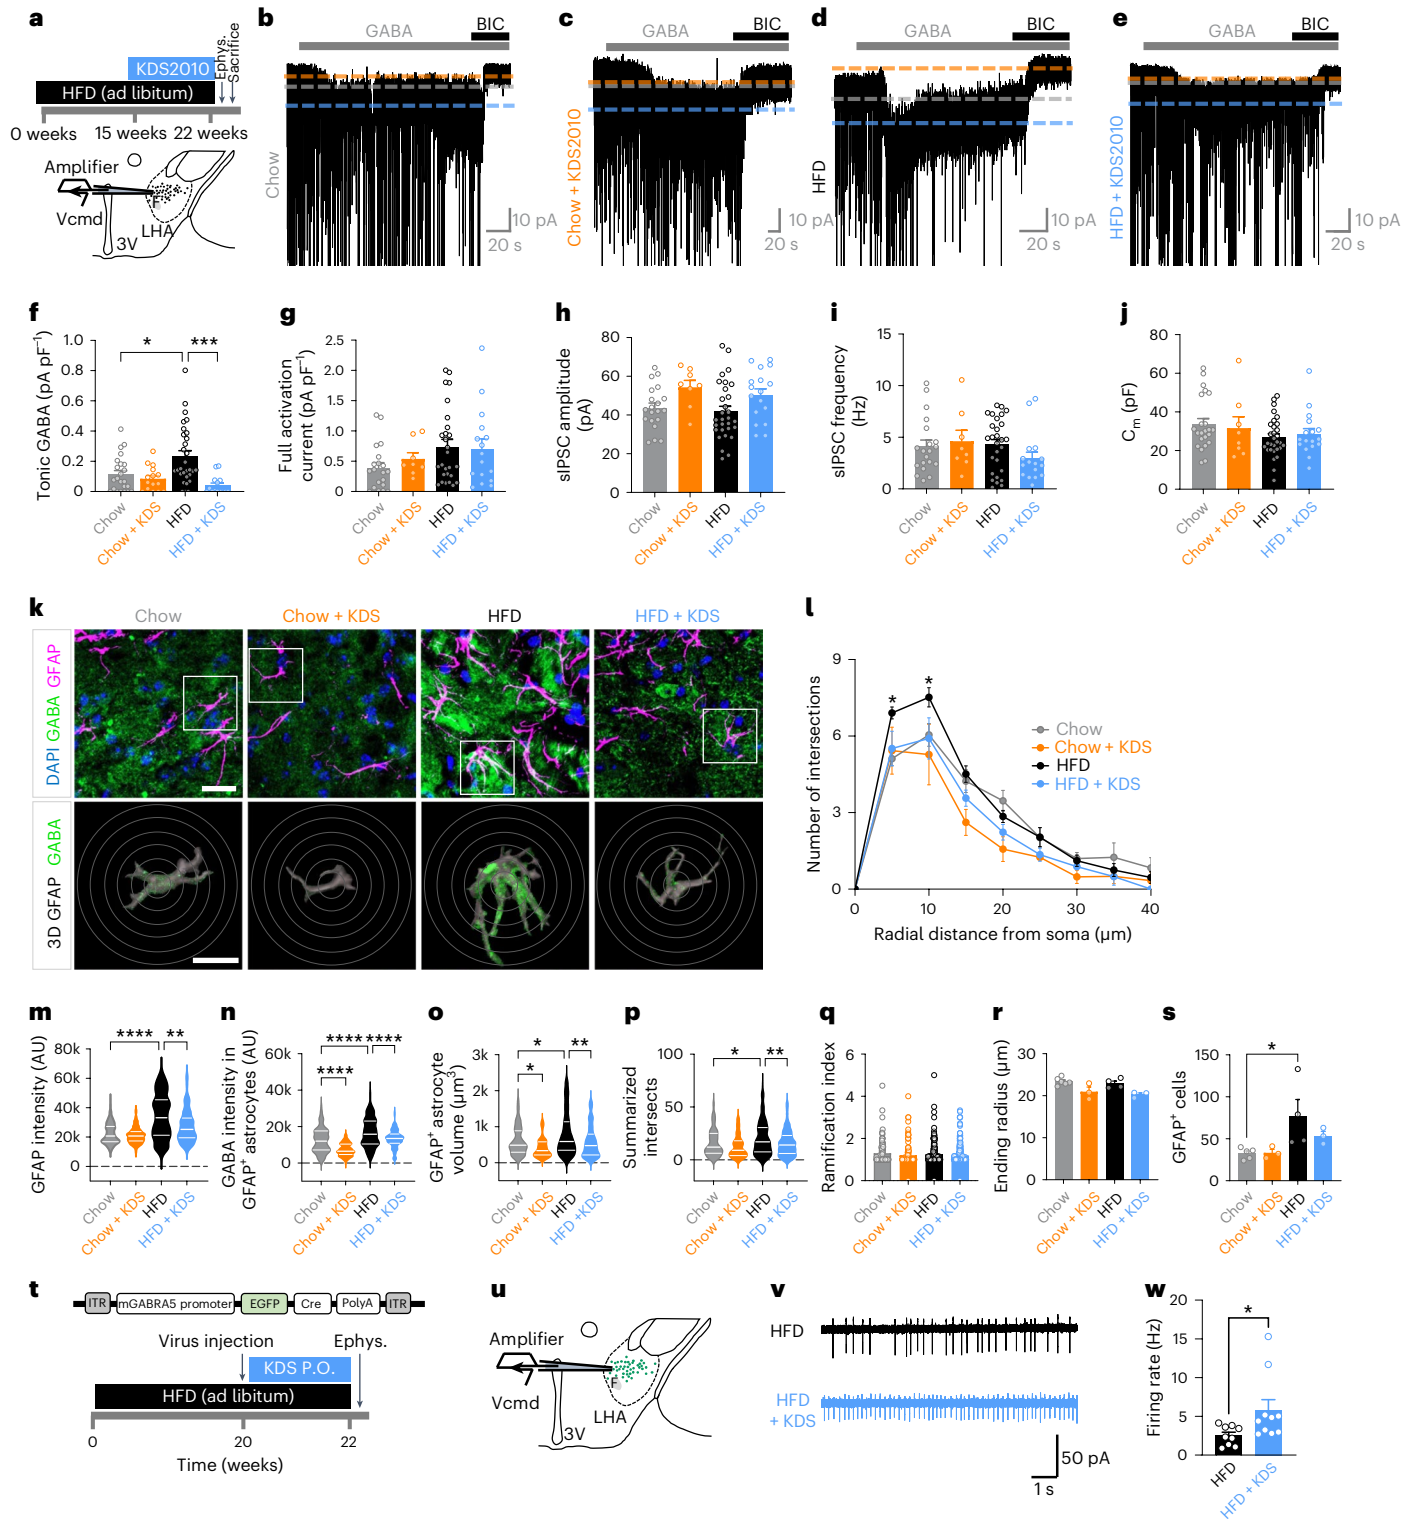 a
KDS2010
Ephys.
Sacrifice
HFD (ad libitum)
0 weeks
15 weeks
22 weeks
Amplifier
Vcmd
F
LHA
3V
b
GABA
BIC
Chow
10 pA
20 s
c
GABA
BIC
Chow + KDS2010
10 pA
20 s
d
GABA
BIC
HFD
10 pA
20 s
e
GABA
BIC
HFD + KDS2010
10 pA
20 s
f
Tonic GABA (pA pF⁻¹)
1.0
0.8
0.6
0.4
0.2
0
*
***
Chow
Chow + KDS
HFD
HFD + KDS
g
Full activation
current (pA pF⁻¹)
2.5
2.0
1.5
1.0
0.5
0
Chow
Chow + KDS
HFD
HFD + KDS
h
sIPSC amplitude
(pA)
80
60
40
20
0
Chow
Chow + KDS
HFD
HFD + KDS
i
sIPSC frequency
(Hz)
15
10
5
0
Chow
Chow + KDS
HFD
HFD + KDS
j
Cm (pF)
80
60
40
20
0
Chow
Chow + KDS
HFD
HFD + KDS
k
Chow
Chow + KDS
HFD
HFD + KDS
DAPI GABA GFAP
3D GFAP GABA
l
Number of intersections
9
6
3
0
*
*
Chow
Chow + KDS
HFD
HFD + KDS
0
10
20
30
40
Radial distance from soma (µm)
m
GFAP intensity (AU)
80k
60k
40k
20k
0
****
**
Chow
Chow + KDS
HFD
HFD + KDS
n
GABA intensity in
GFAP⁺ astrocytes (AU)
60k
40k
20k
0
****
****
****
Chow
Chow + KDS
HFD
HFD + KDS
o
GFAP⁺ astrocyte
volume (µm³)
3k
2k
1k
0
*
*
**
Chow
Chow + KDS
HFD
HFD +KDS
p
Summarized
intersects
100
50
0
*
**
Chow
Chow + KDS
HFD
HFD + KDS
q
Ramification index
6
4
2
0
Chow
Chow + KDS
HFD
HFD + KDS
r
Ending radius (µm)
30
20
10
0
Chow
Chow + KDS
HFD
HFD + KDS
s
GFAP⁺ cells
150
100
50
0
*
Chow
Chow + KDS
HFD
HFD + KDS
t
ITR
mGABRA5 promoter
EGFP
Cre
PolyA
ITR
Virus injection
Ephys.
KDS P.O.
HFD (ad libitum)
0
20
22
Time (weeks)
u
Amplifier
Vcmd
F
LHA
3V
v
HFD
HFD
+ KDS
50 pA
1 s
w
Firing rate (Hz)
20
15
10
5
0
*
HFD
HFD + KDS